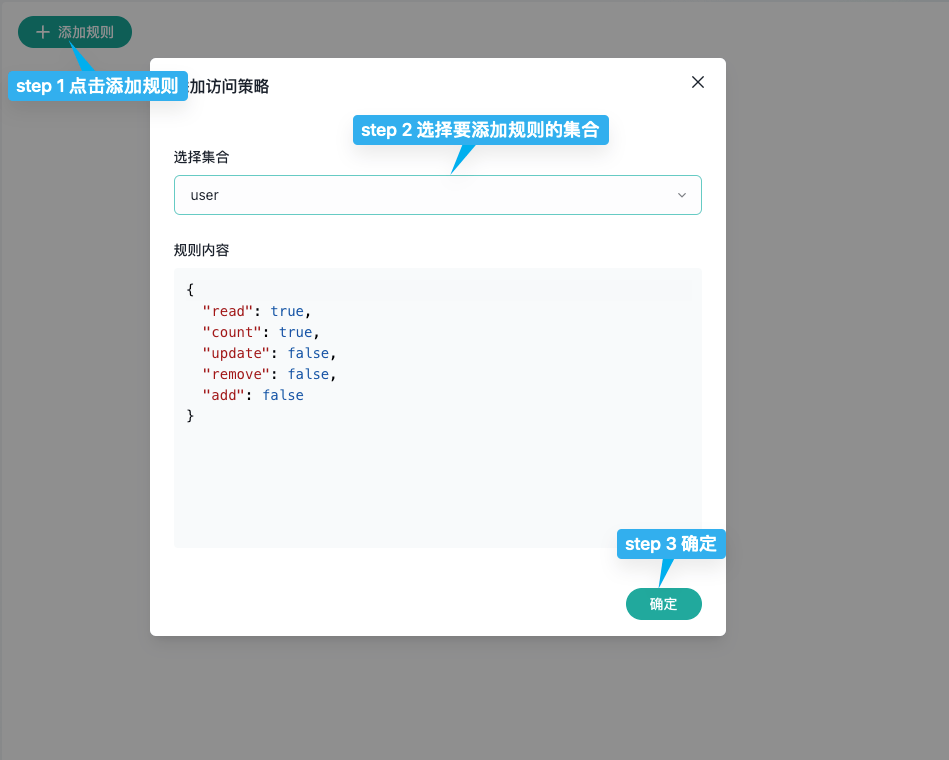 添加规则
step 1 点击添加规则
加访问策略
step 2 选择要添加规则的集合
选择集合
user
规则内容
{
  "read": true,
  "count": true,
  "update": false,
  "remove": false,
  "add": false
}
step 3 确定
确定